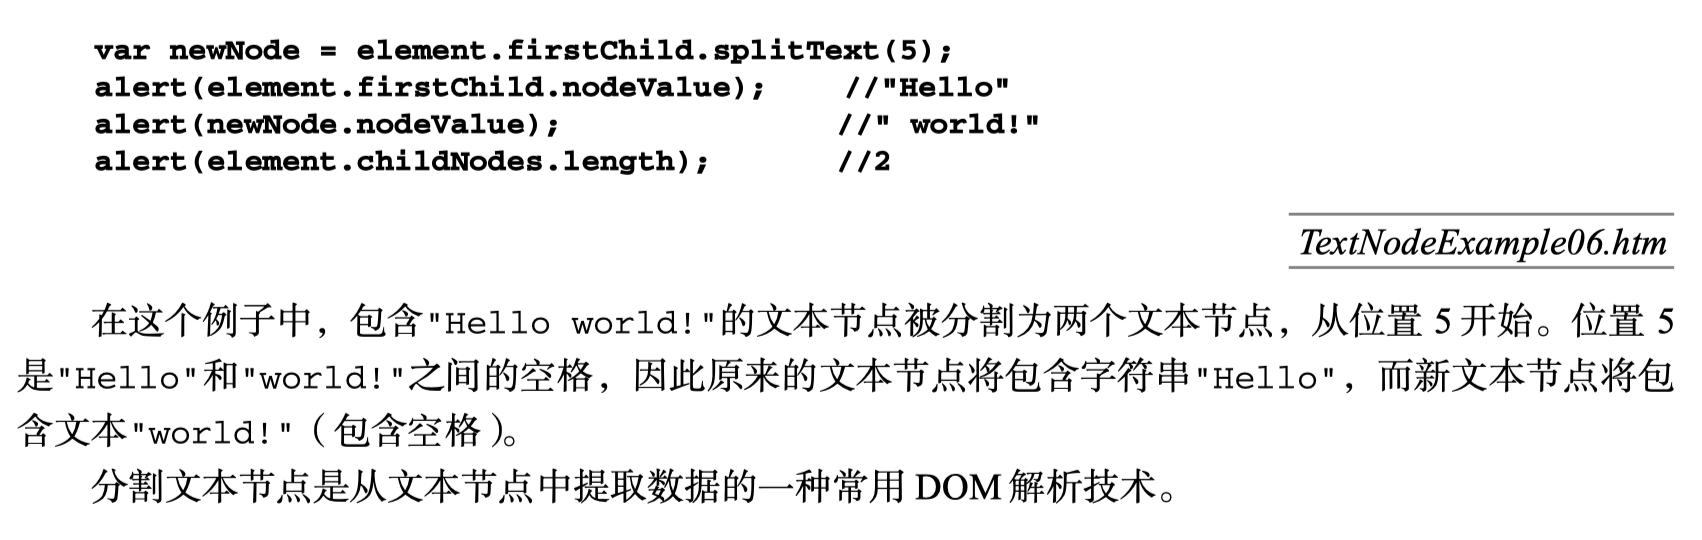 var newNode = element.firstChild.splitText(5);
alert(element.firstChild.nodeValue);    //"Hello"
alert(newNode.nodeValue);               //" world!"
alert(element.childNodes.length);       //2
TextNodeExample06.htm
在这个例子中，包含"Hello world!"的文本节点被分割为两个文本节点，从位置 5 开始。位置 5
是"Hello"和"world!"之间的空格，因此原来的文本节点将包含字符串"Hello"，而新文本节点将包
含文本"world!"（包含空格）。
分割文本节点是从文本节点中提取数据的一种常用 DOM 解析技术。